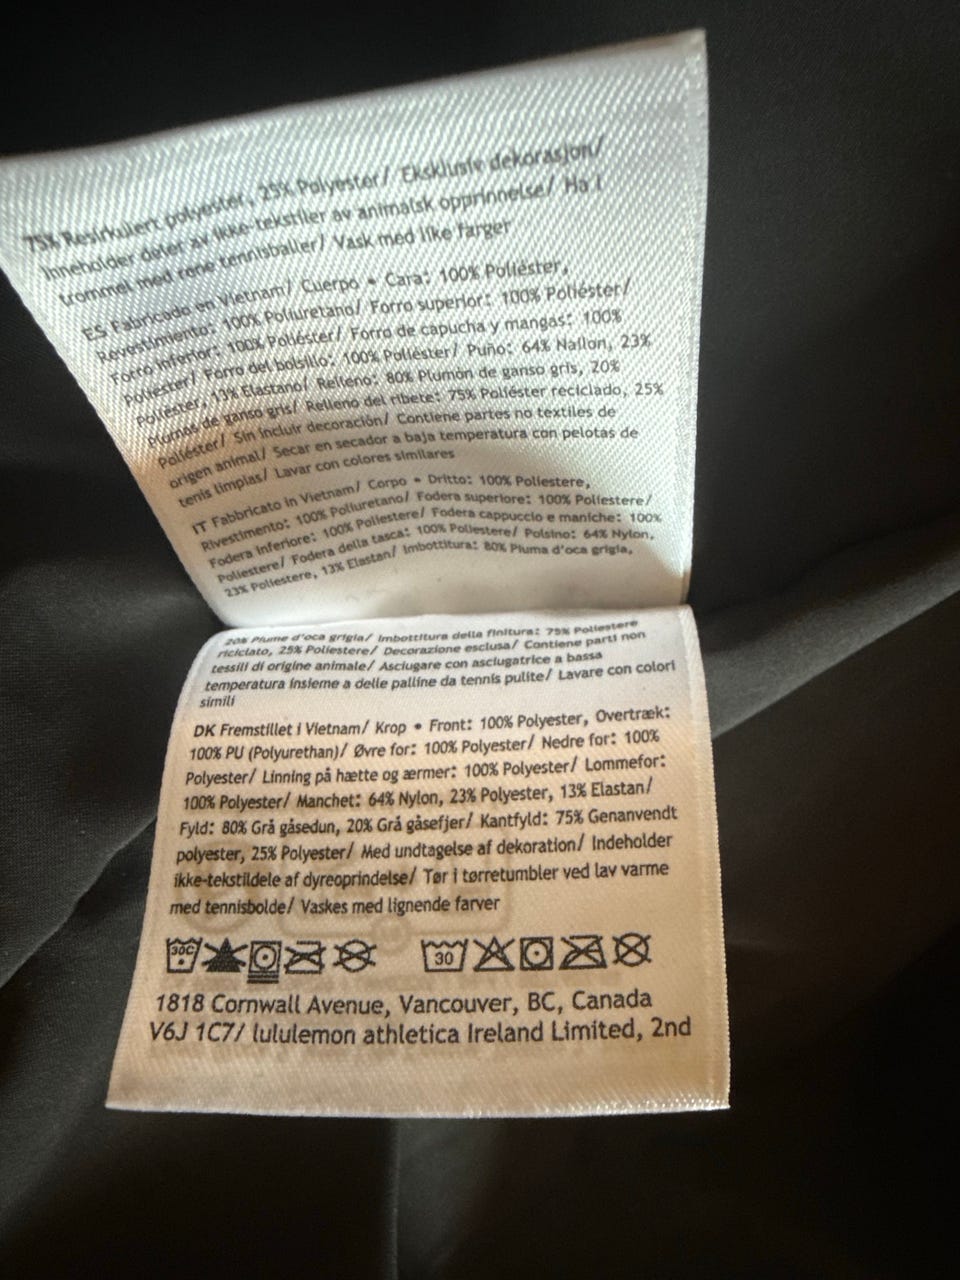 75% Resirkulert polyester, 25% Polyester/ Eksklusiv dekorasjon/
Inneholder deler av ikke-tekstiler av animalsk opprinnelse/ Ha i
trommel med rene tennisballer/ Vask med like farger
ES Fabricado en Vietnam/ Cuerpo • Cara: 100% Poliéster,
Revestimento: 100% Poliuretano/ Forro superior: 100% Poliéster/
Forro inferior: 100% Poliéster/ Forro de capucha y mangas: 100%
Poliéster/ Forro del bolsillo: 100% Poliéster/ Puño: 64% Nailon, 23%
Poliéster, 13% Elastano/ Relleno: 80% Plumón de ganso gris, 20%
Plumas de ganso gris/ Relleno del ribete: 75% Poliéster reciclado, 25%
Poliéster/ Sin incluir decoración/ Contiene partes no textiles de
origen animal/ Secar en secador a baja temperatura con pelotas de
tenis limpias/ Lavar con colores similares
IT Fabbricato in Vietnam/ Corpo • Dritto: 100% Poliestere,
Rivestimento: 100% Poliuretano/ Fodera superiore: 100% Poliestere/
Fodera inferiore: 100% Poliestere/ Fodera cappuccio e maniche: 100%
Poliestere/ Fodera della tasca: 100% Poliestere/ Polsino: 64% Nylon,
23% Poliestere, 13% Elastan/ Imbottitura: 80% Piuma d'oca grigia,
20% Piume d'oca grigia/ Imbottitura della finitura: 75% Poliestere
riciclato, 25% Poliestere/ Decorazione esclusa/ Contiene parti non
tessili di origine animale/ Asciugare con asciugatrice a bassa
temperatura insieme a delle palline da tennis pulite/ Lavare con colori
simili
DK Fremstillet i Vietnam/ Krop • Front: 100% Polyester, Overtræk:
100% PU (Polyurethan)/ Øvre for: 100% Polyester/ Nedre for: 100%
Polyester/ Linning på hætte og ærmer: 100% Polyester/ Lommefor:
100% Polyester/ Manchet: 64% Nylon, 23% Polyester, 13% Elastan/
Fyld: 80% Grå gåsedun, 20% Grå gåsefjer/ Kantfyld: 75% Genanvendt
polyester, 25% Polyester/ Med undtagelse af dekoration/ Indeholder
ikke-tekstildele af dyreoprindelse/ Tør i tørretumbler ved lav varme
med tennisbolde/ Vaskes med lignende farver
30C 30
1818 Cornwall Avenue, Vancouver, BC, Canada
V6J 1C7/ lululemon athletica Ireland Limited, 2nd